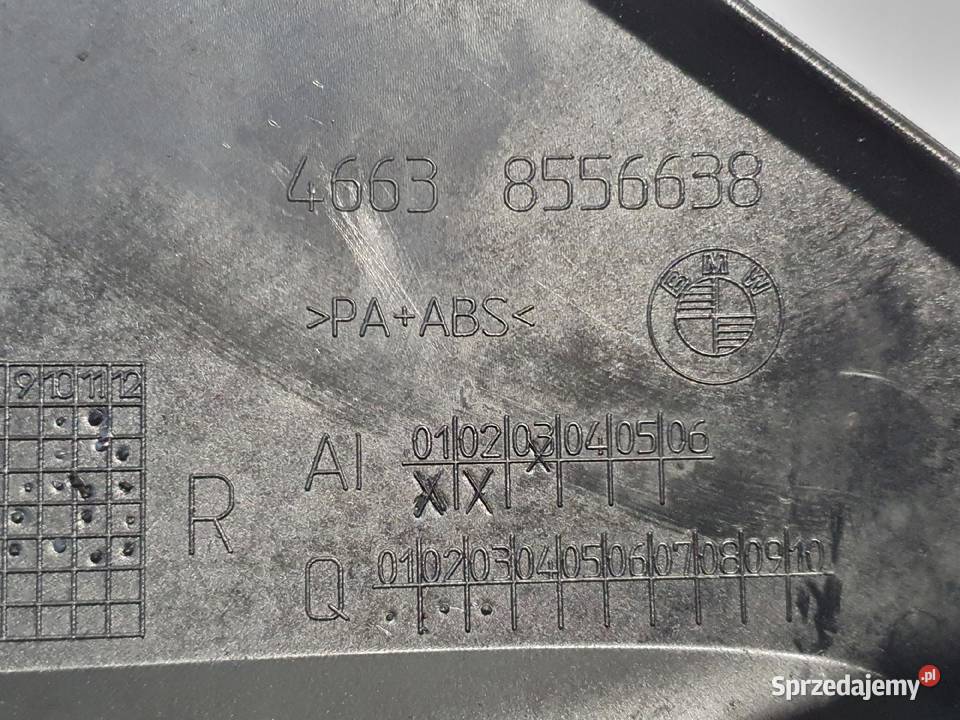 4663 8556638
BMW
>PA+ABS<
9 10 11 12
R
AI 01 02 03 04 05 06
X X X
Q 01 02 03 04 05 06 07 08 09 10
Sprzedajemy.pl